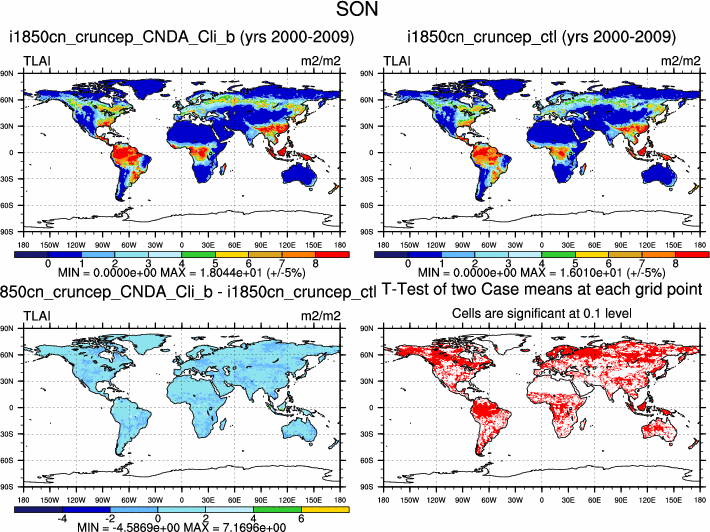 SON
i1850cn_cruncep_CNDA_Cli_b (yrs 2000-2009)
TLAI m2/m2
90N
60N
30N
0
30S
60S
90S
180 150W 120W 90W 60W 30W 0 30E 60E 90E 120E 150E 180
0 1 2 3 4 5 6 7 8
MIN = 0.0000e+00 MAX = 1.8044e+01 (+/-5%)
i1850cn_cruncep_ctl (yrs 2000-2009)
TLAI m2/m2
90N
60N
30N
0
30S
60S
90S
180 150W 120W 90W 60W 30W 0 30E 60E 90E 120E 150E 180
0 1 2 3 4 5 6 7 8
MIN = 0.0000e+00 MAX = 1.6010e+01 (+/-5%)
850cn_cruncep_CNDA_Cli_b - i1850cn_cruncep_ctl
TLAI m2/m2
90N
60N
30N
0
30S
60S
90S
180 150W 120W 90W 60W 30W 0 30E 60E 90E 120E 150E 180
-4 -2 0 2 4 6
MIN = -4.5869e+00 MAX = 7.1696e+00
T-Test of two Case means at each grid point
Cells are significant at 0.1 level
90N
60N
30N
0
30S
60S
90S
180 150W 120W 90W 60W 30W 0 30E 60E 90E 120E 150E 180